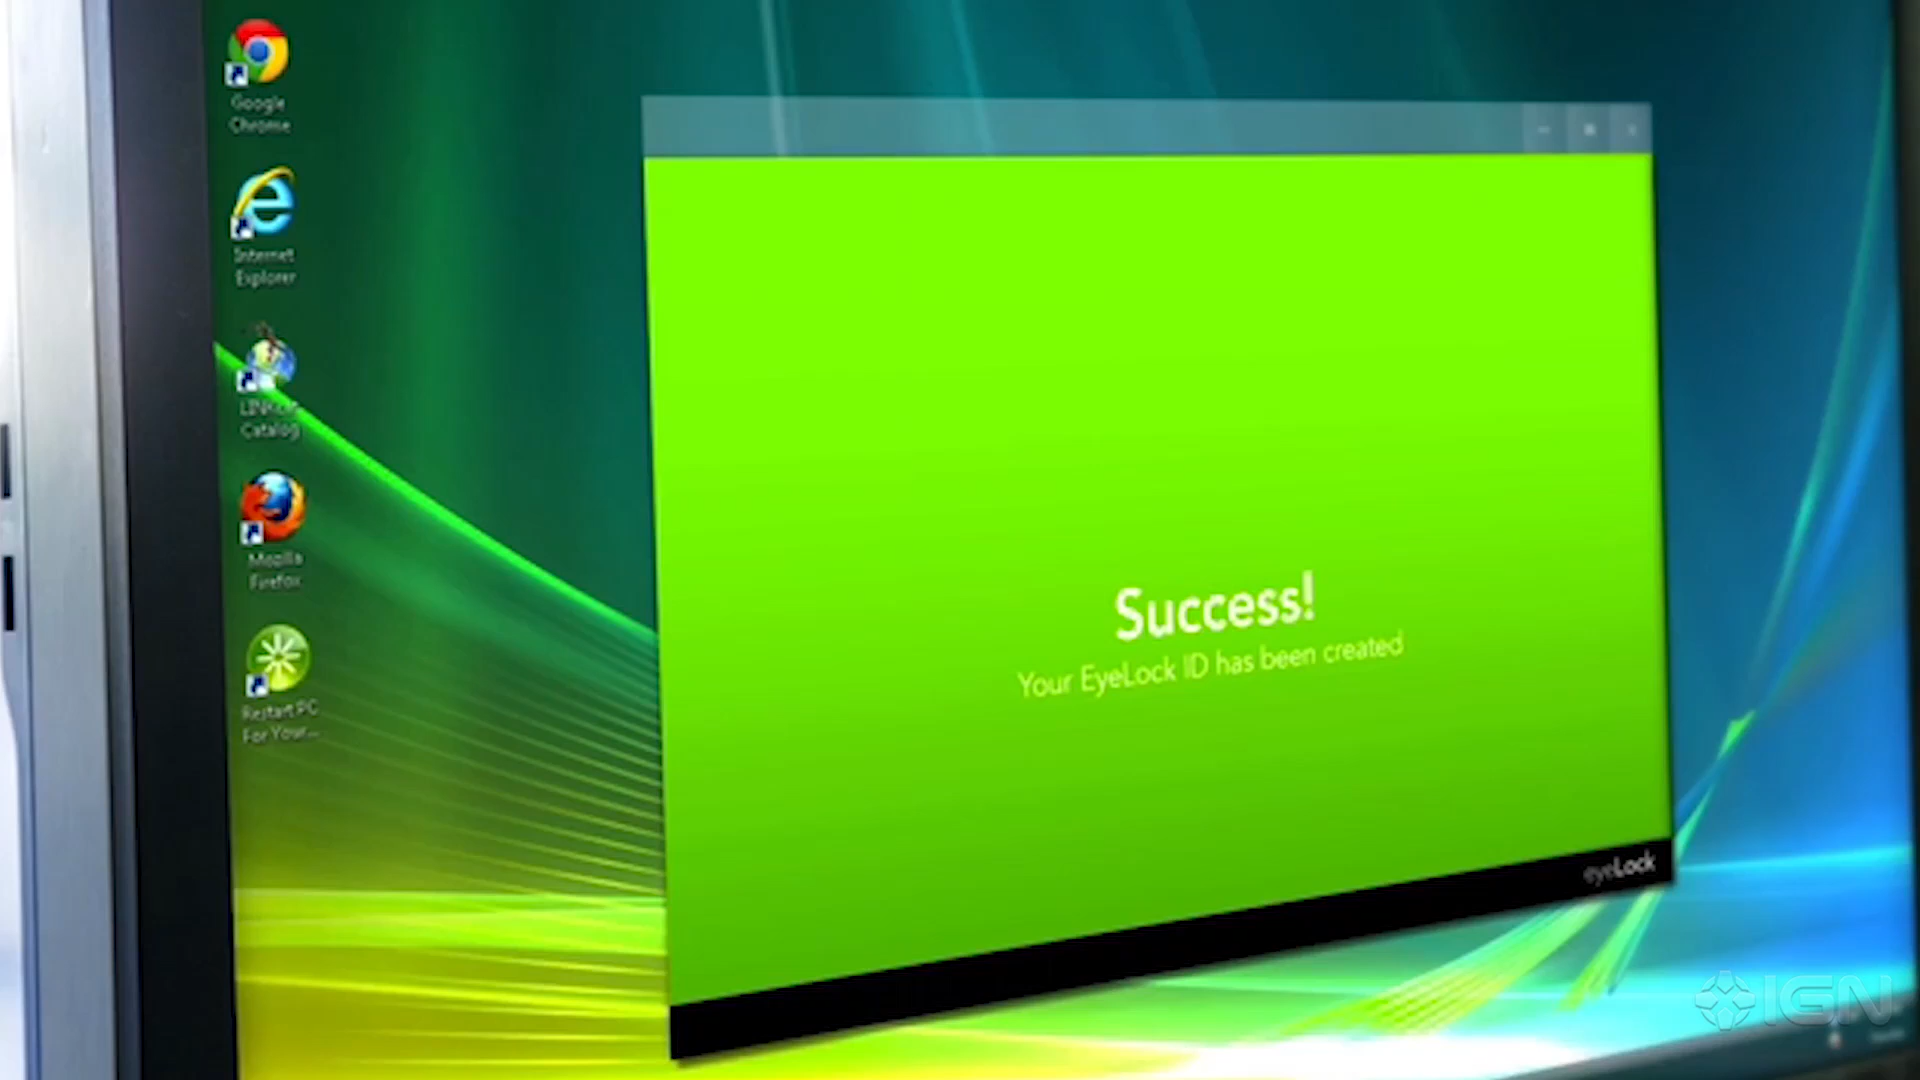 Google
Chrome
Internet
Explorer
Catalog
Mozilla
Firefox
Restart PC
For Your...
Success!
Your EyeLock ID has been created
eyeLock
IGN